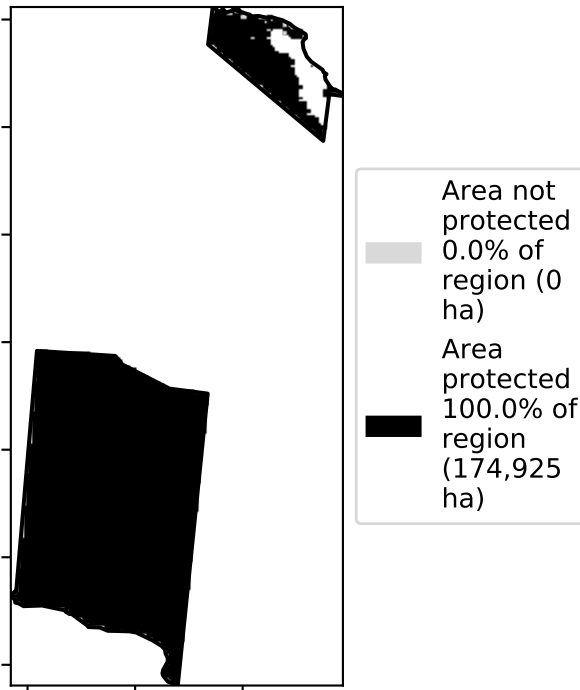 Area not
protected
0.0% of
region (0
ha)
Area
protected
100.0% of
region
(174,925
ha)